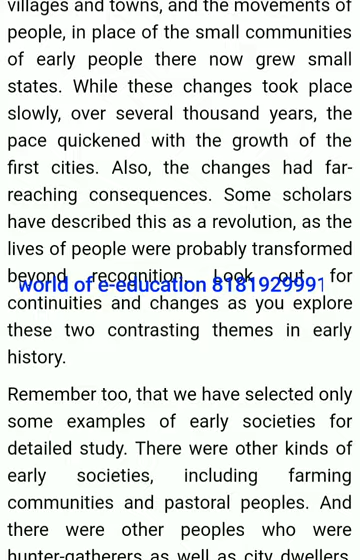 villages and towns, and the movements of
people, in place of the small communities
of early people there now grew small
states. While these changes took place
slowly, over several thousand years, the
pace quickened with the growth of the
first cities. Also, the changes had far-
reaching consequences. Some scholars
have described this as a revolution, as the
lives of people were probably transformed
beyond recognition. Look out for
world of e-education 8181929991
continuities and changes as you explore
these two contrasting themes in early
history.
Remember too, that we have selected only
some examples of early societies for
detailed study. There were other kinds of
early societies, including farming
communities and pastoral peoples. And
there were other peoples who were
hunter-gatherers as well as city dwellers,